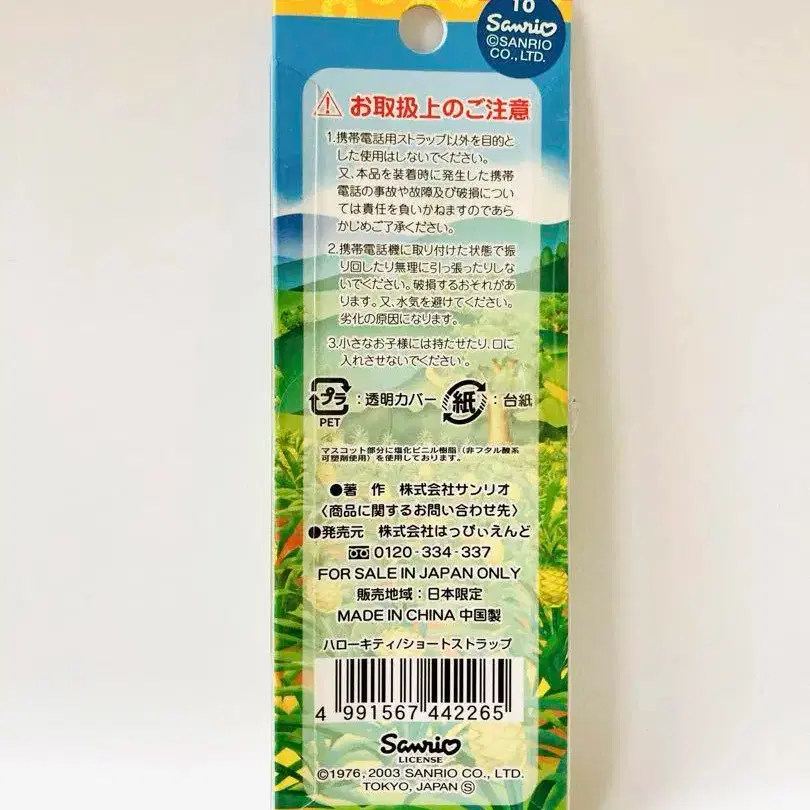 10
Sanrio
©SANRIO
CO., LTD.
お取扱上のご注意
1.携帯電話用ストラップ以外を目的と
した使用はしないでください。
又、本品を装着時に発生した携帯
電話の事故や故障及び破損につい
ては責任を負いかねますのであら
かじめご了承ください。
2.携帯電話機に取り付けた状態で振
り回したり無理に引っ張ったりしな
いでください。破損するおそれがあ
ります。又、水気を避けてください。
劣化の原因になります。
3.小さなお子様には持たせたり、口に
入れさせないでください。
プラ :透明カバー 紙 :台紙
PET
マスコット部分に塩化ビニル樹脂(非フタル酸系
可塑剤使用)を使用しております。
●著 作 株式会社サンリオ
〈商品に関するお問い合わせ先〉
●発売元 株式会社はっぴぃえんど
0120-334-337
FOR SALE IN JAPAN ONLY
販売地域:日本限定
MADE IN CHINA 中国製
ハローキティ/ショートストラップ
4 991567 442265
Sanrio
LICENSE
©1976, 2003 SANRIO CO., LTD.
TOKYO, JAPAN Ⓢ